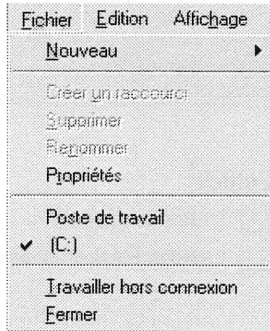 Fichier Edition Affichage
Nouveau
Créer un raccourci
Supprimer
Renommer
Propriétés
Poste de travail
(C:)
Travailler hors connexion
Fermer